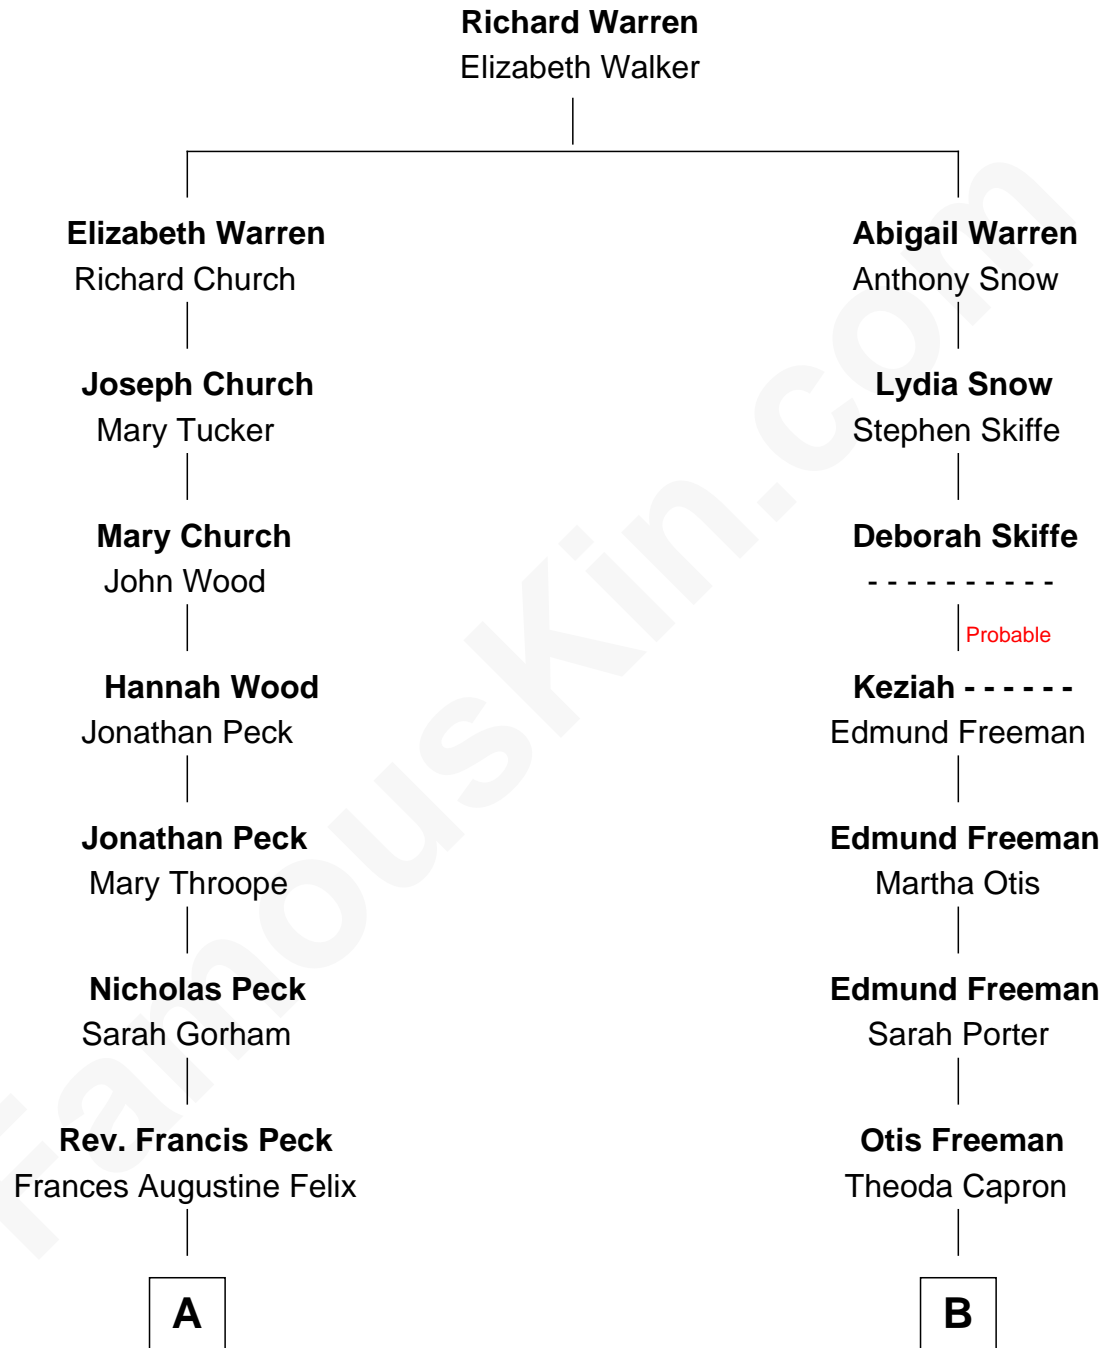 Richard Warren
Elizabeth Walker
Elizabeth Warren
Richard Church
Joseph Church
Mary Tucker
Mary Church
John Wood
Hannah Wood
Jonathan Peck
Jonathan Peck
Mary Throope
Nicholas Peck
Sarah Gorham
Rev. Francis Peck
Frances Augustine Felix
A
Abigail Warren
Anthony Snow
Lydia Snow
Stephen Skiffe
Deborah Skiffe
- - - - - - - - - -
Probable
Keziah - - - - - -
Edmund Freeman
Edmund Freeman
Martha Otis
Edmund Freeman
Sarah Porter
Otis Freeman
Theoda Capron
B
FamousKin.com